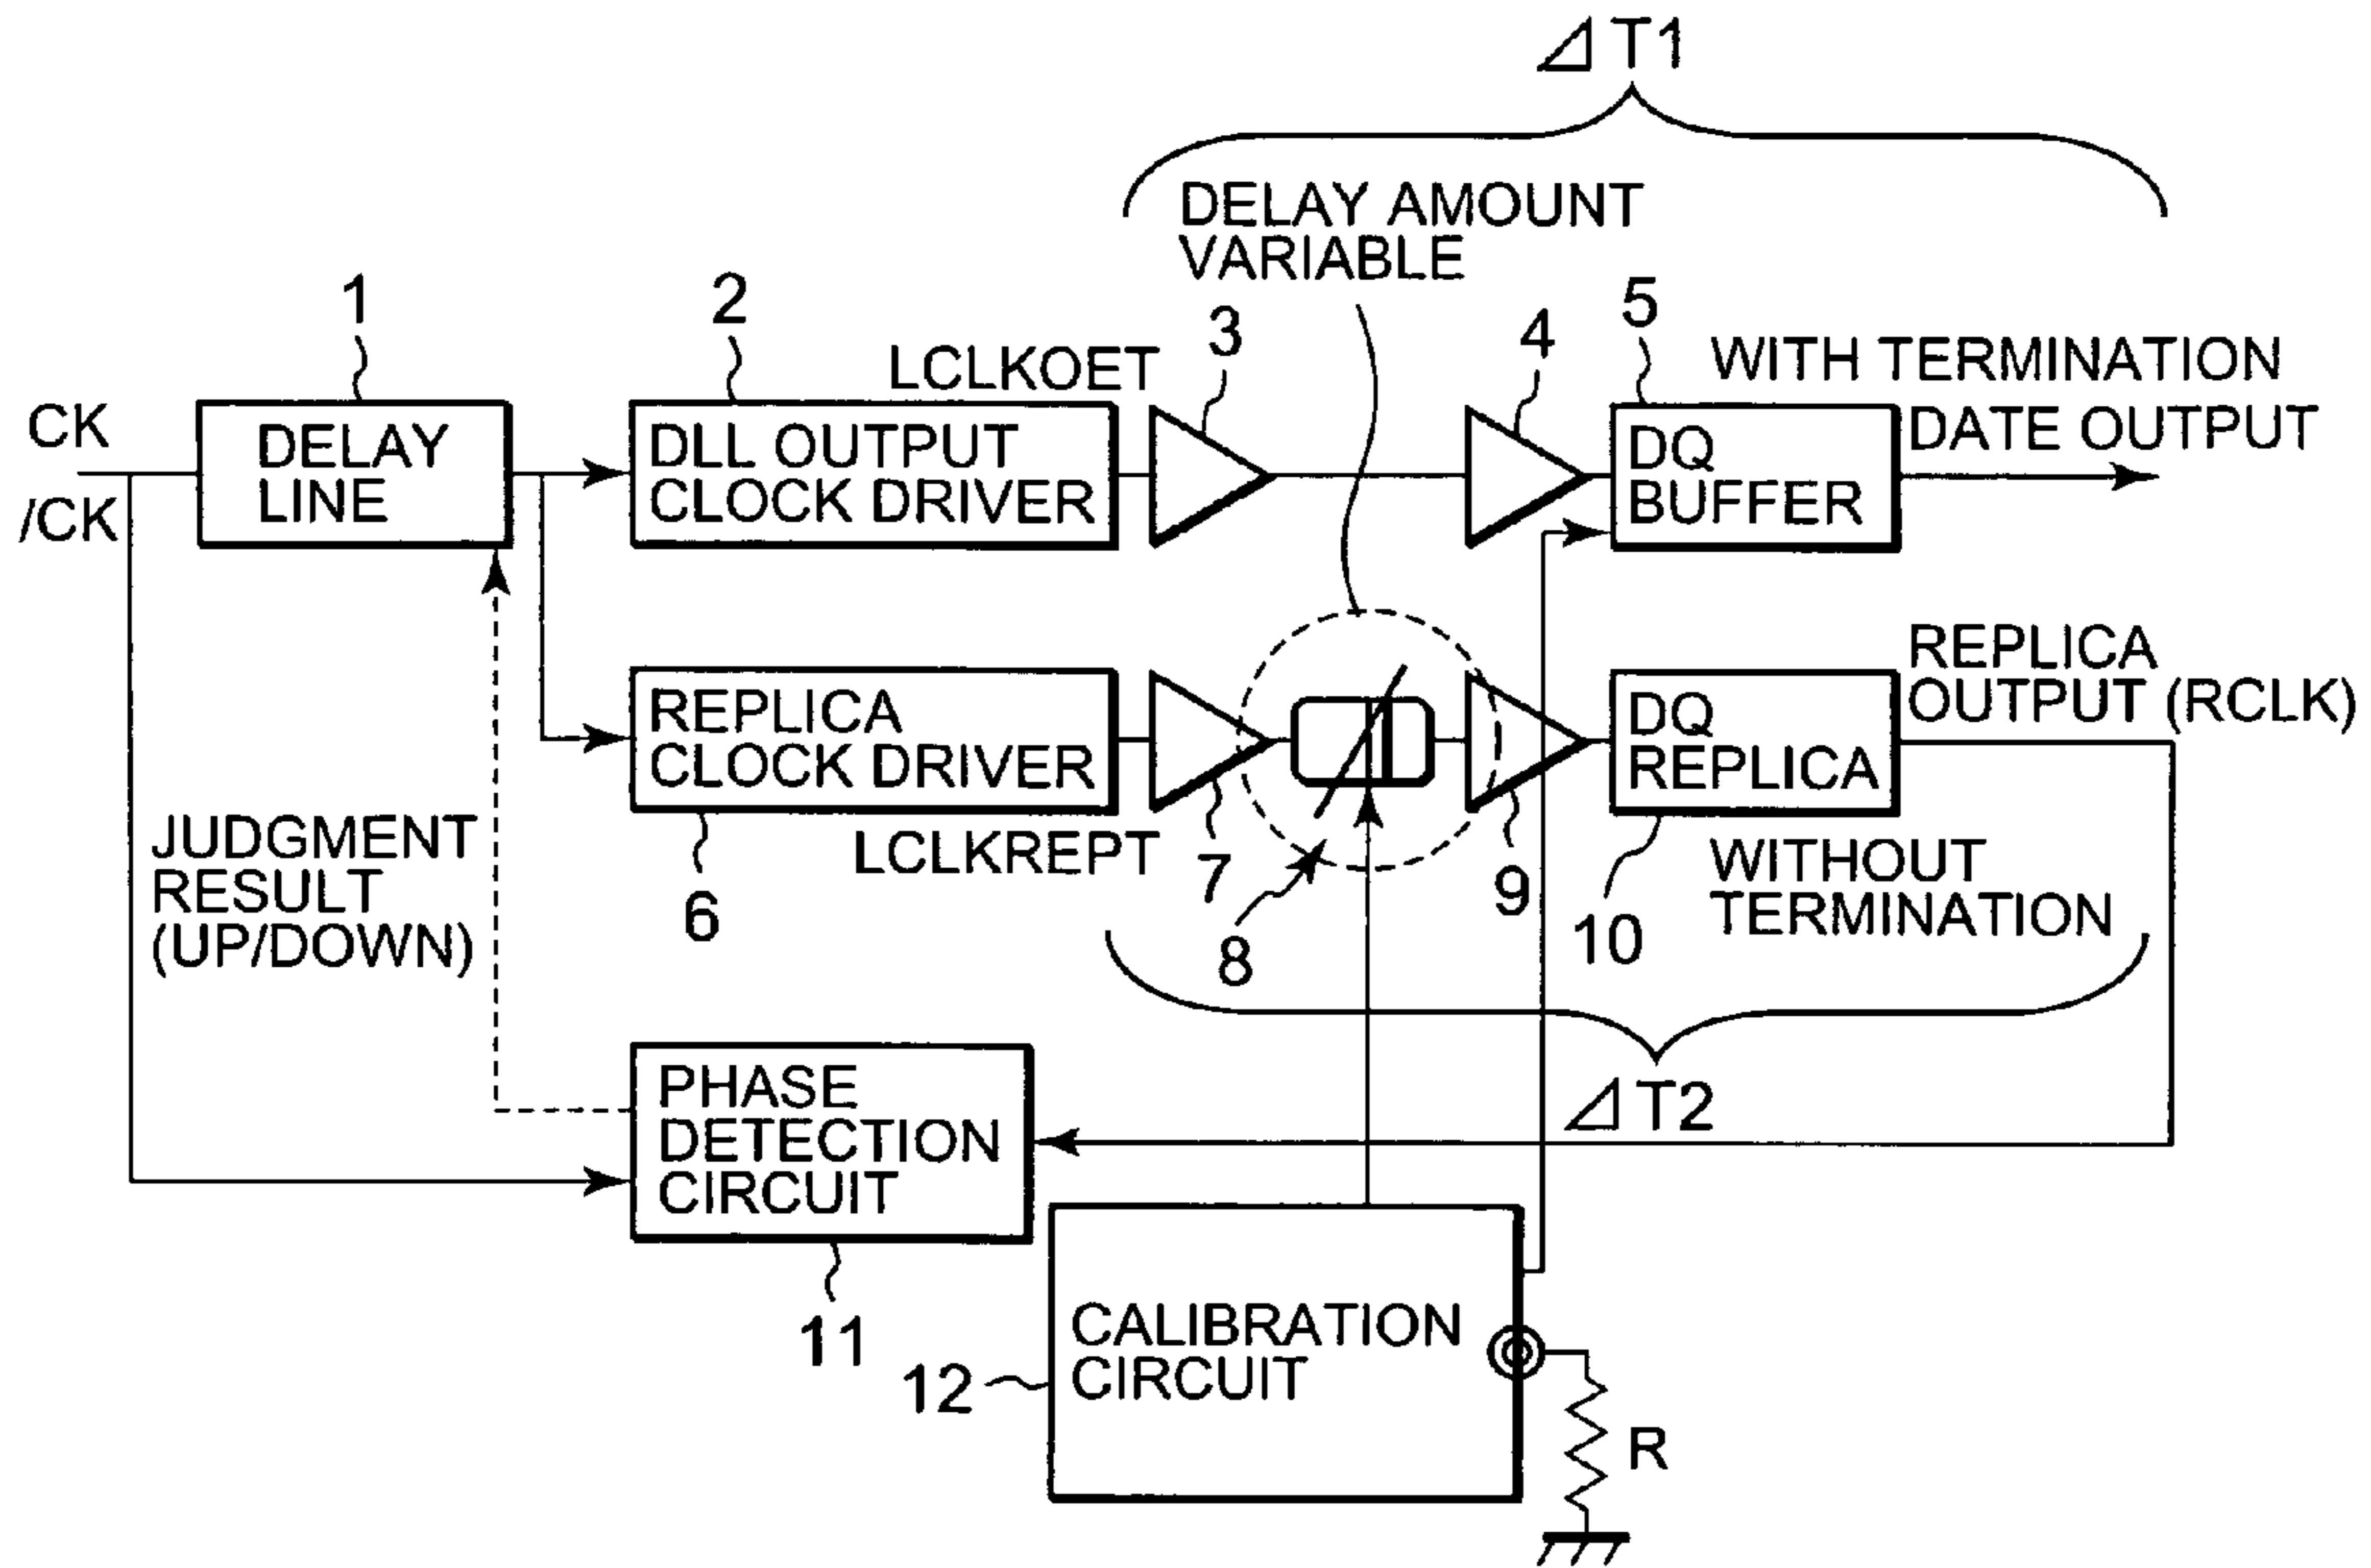 ⊿T1
DELAY AMOUNT
VARIABLE
1
2
3
4
5
LCLKOET
WITH TERMINATION
DATE OUTPUT
CK
/CK
DELAY
LINE
DLL OUTPUT
CLOCK DRIVER
DQ
BUFFER
REPLICA
OUTPUT (RCLK)
REPLICA
CLOCK DRIVER
DQ
REPLICA
JUDGMENT
RESULT
(UP/DOWN)
6
LCLKREPT
7
8
9
10
WITHOUT
TERMINATION
⊿T2
PHASE
DETECTION
CIRCUIT
11
12
CALIBRATION
CIRCUIT
R